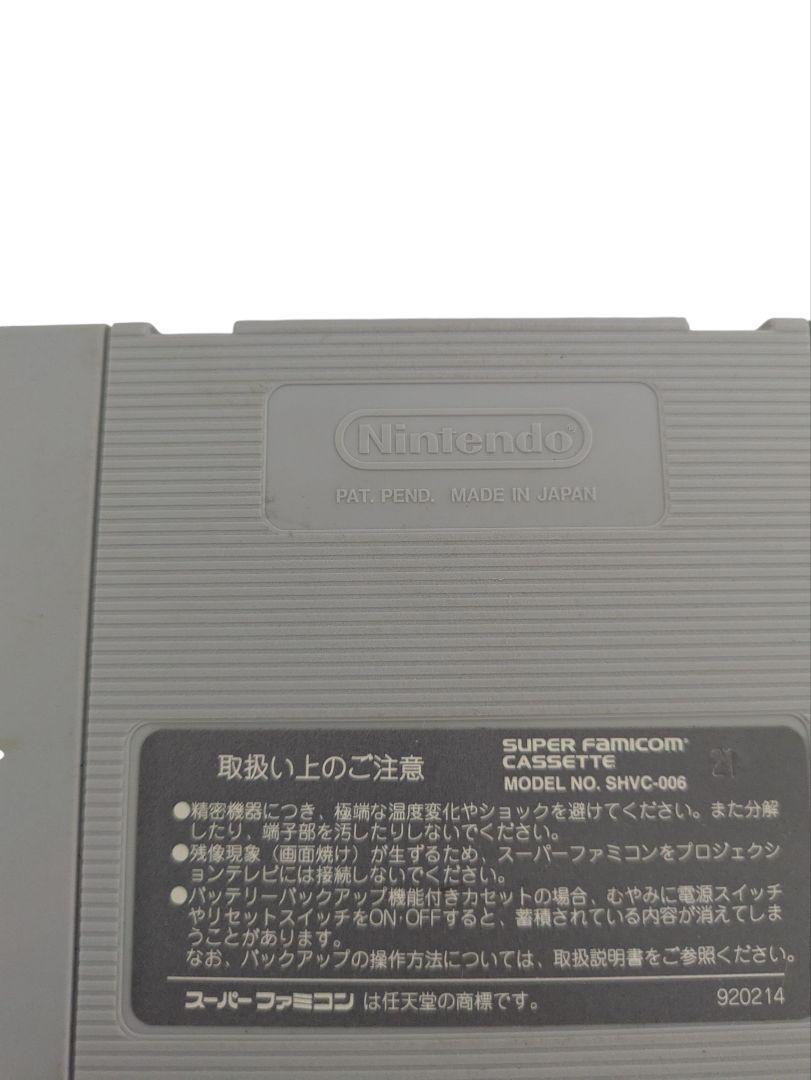 Nintendo®
PAT. PEND. MADE IN JAPAN
取扱い上のご注意
SUPER FAMICOM
CASSETTE
MODEL NO. SHVC-006
21
●精密機器につき、極端な温度変化やショックを避けてください。また分解
したり、端子部を汚したりしないでください。
●残像現象（画面焼け）が生ずるため、スーパーファミコンをプロジェクシ
ョンテレビには接続しないでください。
●バッテリーバックアップ機能付きカセットの場合、むやみに電源スイッチ
やリセットスイッチをON･OFFすると、蓄積されている内容が消えてしま
うことがあります。
なお、バックアップの操作方法については、取扱説明書をご参照ください。
スーパーファミコン は任天堂の商標です。
920214